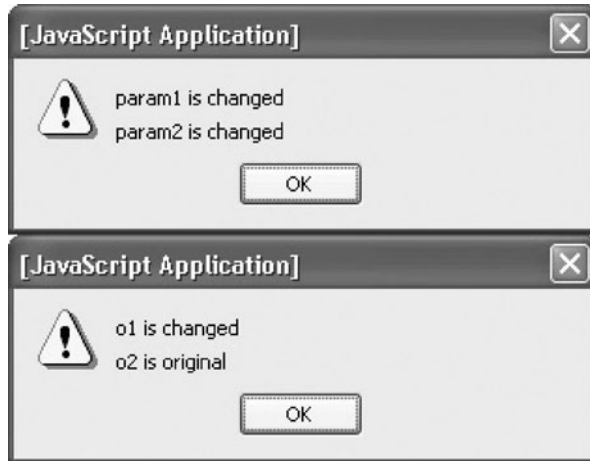 [JavaScript Application]
param1 is changed
param2 is changed
OK
[JavaScript Application]
o1 is changed
o2 is original
OK